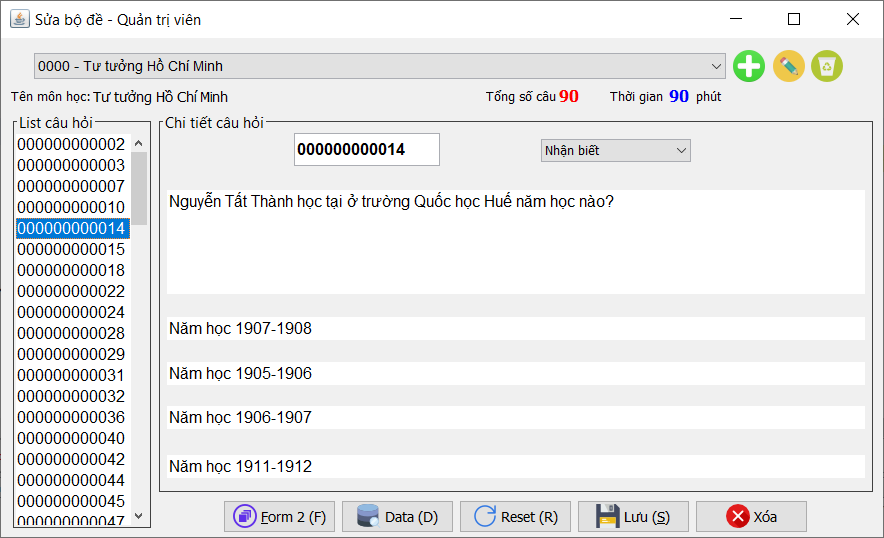 Sửa bộ đề - Quản trị viên
0000 - Tư tưởng Hồ Chí Minh
Tên môn học: Tư tưởng Hồ Chí Minh Tổng số câu 90 Thời gian 90 phút
List câu hỏi
000000000002
000000000003
000000000007
000000000010
000000000014
000000000015
000000000018
000000000022
000000000024
000000000028
000000000029
000000000031
000000000032
000000000036
000000000040
000000000042
000000000044
000000000045
000000000047
Chi tiết câu hỏi
000000000014 Nhận biết
Nguyễn Tất Thành học tại ở trường Quốc học Huế năm học nào?
Năm học 1907-1908
Năm học 1905-1906
Năm học 1906-1907
Năm học 1911-1912
Form 2 (F) Data (D) Reset (R) Lưu (S) Xóa